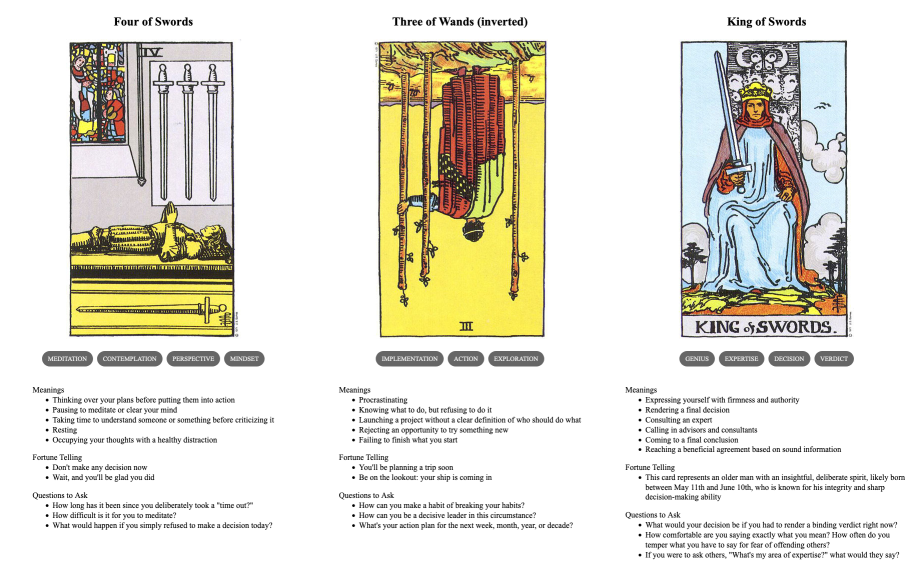 Four of Swords
IV
MEDITATION
CONTEMPLATION
PERSPECTIVE
MINDSET
Meanings
Thinking over your plans before putting them into action
Pausing to meditate or clear your mind
Taking time to understand someone or something before criticizing it
Resting
Occupying your thoughts with a healthy distraction
Fortune Telling
Don't make any decision now
Wait, and you'll be glad you did
Questions to Ask
How long has it been since you deliberately took a "time out?"
How difficult is it for you to meditate?
What would happen if you simply refused to make a decision today?
Three of Wands (inverted)
III
IMPLEMENTATION
ACTION
EXPLORATION
Meanings
Procrastinating
Knowing what to do, but refusing to do it
Launching a project without a clear definition of who should do what
Rejecting an opportunity to try something new
Failing to finish what you start
Fortune Telling
You'll be planning a trip soon
Be on the lookout: your ship is coming in
Questions to Ask
How can you make a habit of breaking your habits?
How can you be a decisive leader in this circumstance?
What's your action plan for the next week, month, year, or decade?
King of Swords
KING of SWORDS.
GENIUS
EXPERTISE
DECISION
VERDICT
Meanings
Expressing yourself with firmness and authority
Rendering a final decision
Consulting an expert
Calling in advisors and consultants
Coming to a final conclusion
Reaching a beneficial agreement based on sound information
Fortune Telling
This card represents an older man with an insightful, deliberate spirit, likely born
between May 11th and June 10th, who is known for his integrity and sharp
decision-making ability
Questions to Ask
What would your decision be if you had to render a binding verdict right now?
How comfortable are you saying exactly what you mean? How often do you
temper what you have to say for fear of offending others?
If you were to ask others, "What's my area of expertise?" what would they say?